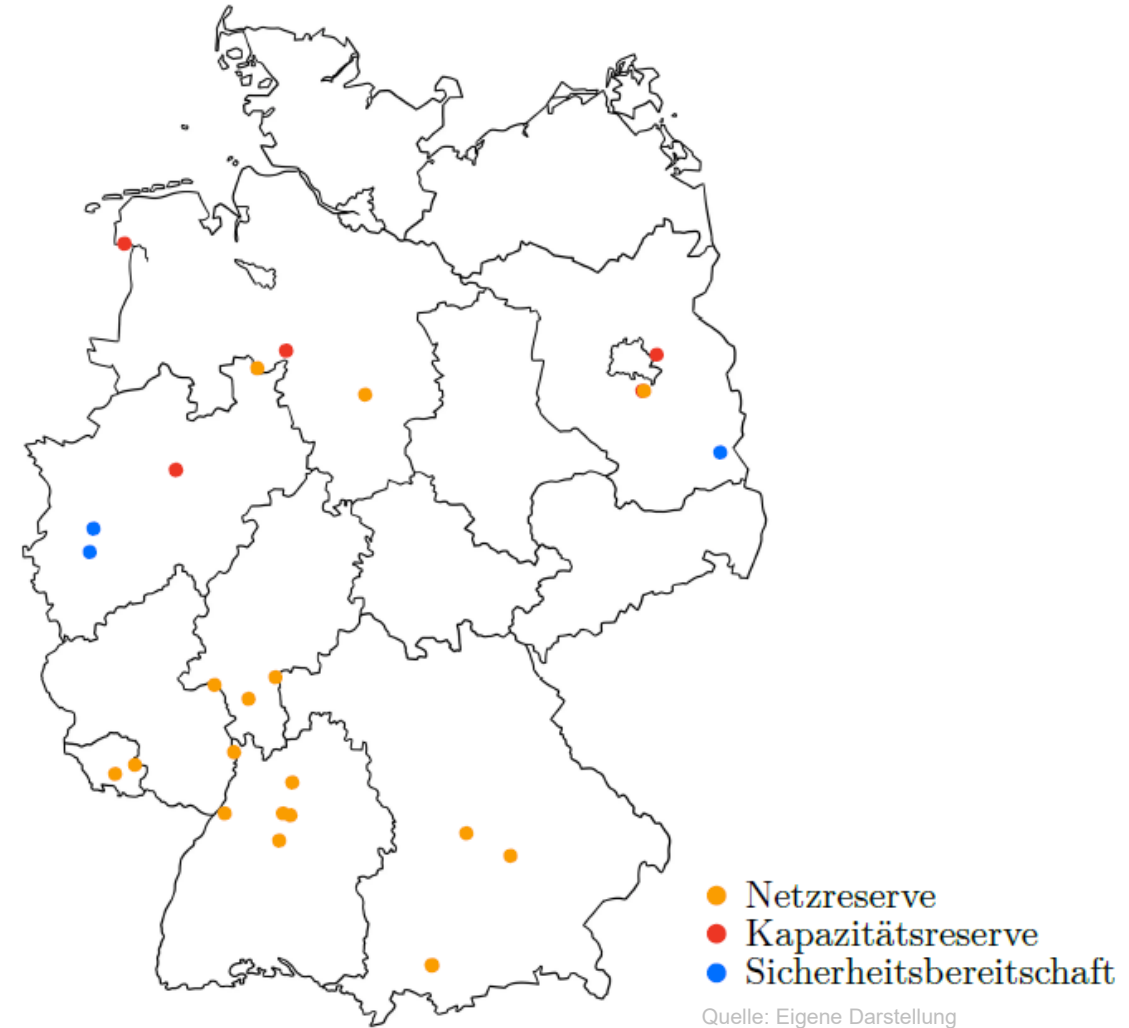 Netzreserve
Kapazitätsreserve
Sicherheitsbereitschaft
Quelle: Eigene Darstellung